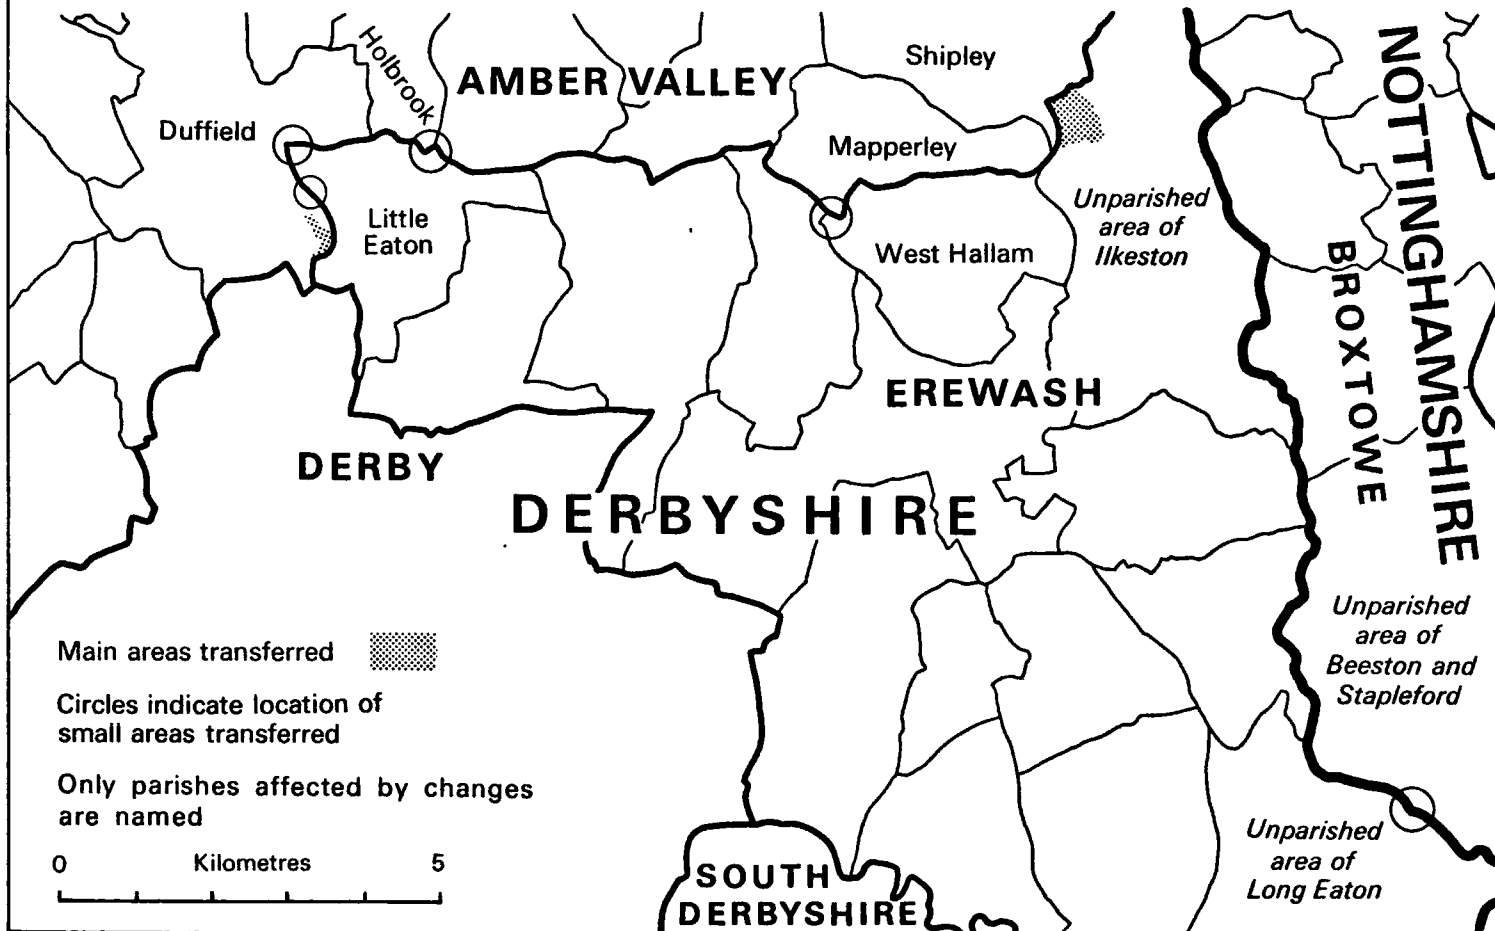 Holbrook
Shipley
AMBER VALLEY
Duffield
Mapperley
NOTTINGHAMSHIRE
Unparished
area of
Ilkeston
Little
Eaton
West Hallam
BROXTOWE
EREWASH
DERBY
DERBYSHIRE
Unparished
area of
Beeston and
Stapleford
Main areas transferred
Circles indicate location of
small areas transferred
Only parishes affected by changes
are named
0 Kilometres 5
Unparished
area of
Long Eaton
SOUTH
DERBYSHIRE